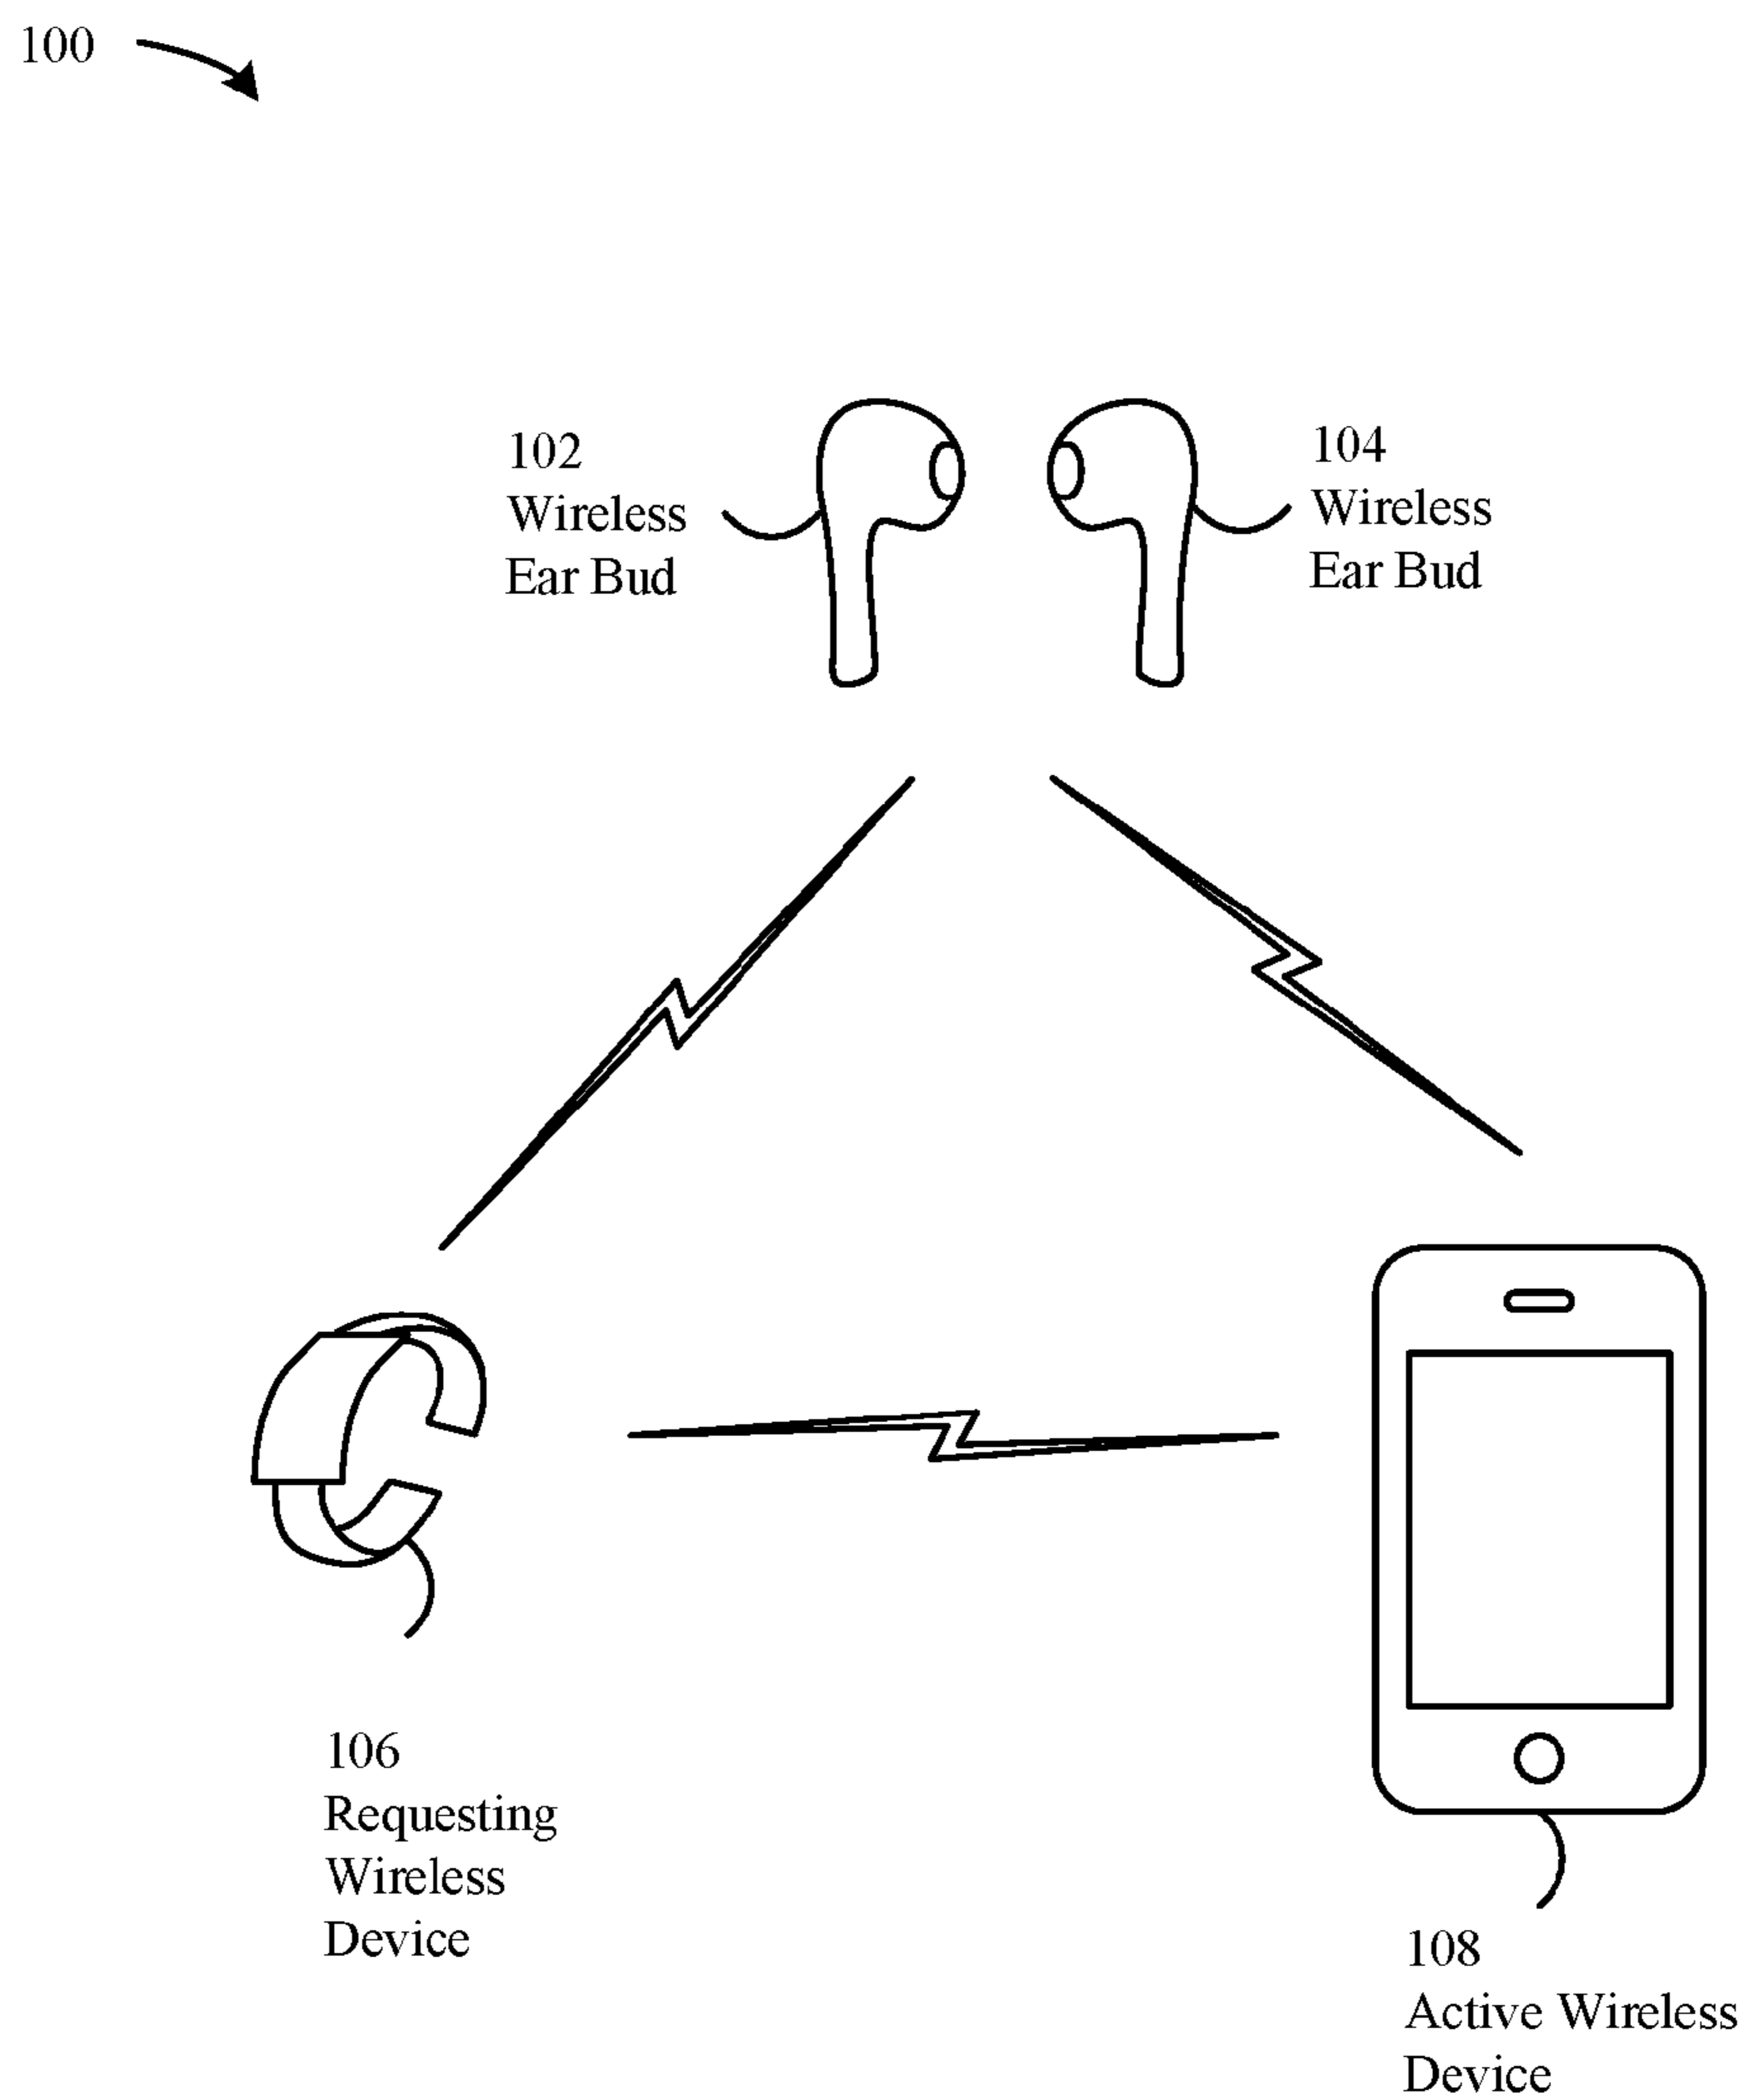 100
102
Wireless
Ear Bud
104
Wireless
Ear Bud
106
Requesting
Wireless
Device
108
Active Wireless
Device